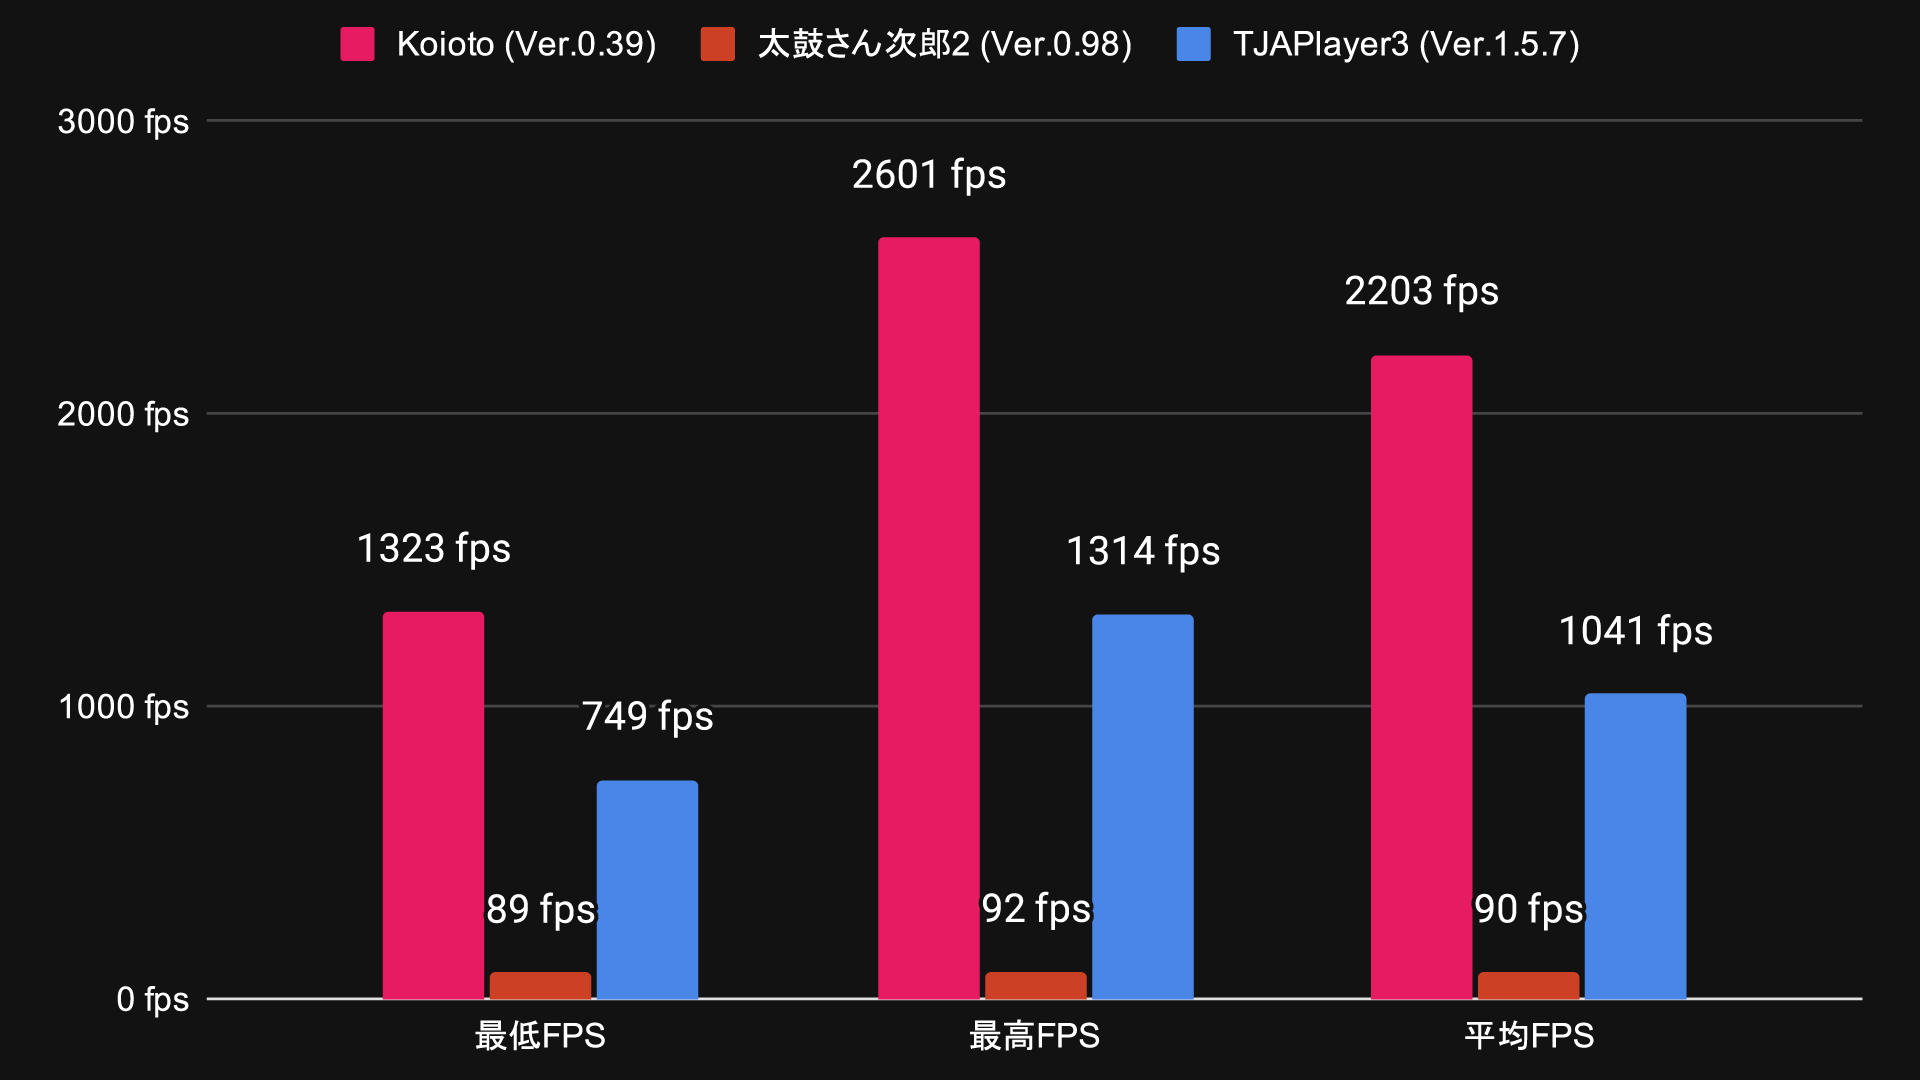 Koioto (Ver.0.39) 太鼓さん次郎2 (Ver.0.98) TJAPlayer3 (Ver.1.5.7)
3000 fps
2601 fps
2203 fps
2000 fps
1323 fps
1314 fps
1041 fps
1000 fps
749 fps
89 fps
92 fps
90 fps
0 fps
最低FPS 最高FPS 平均FPS